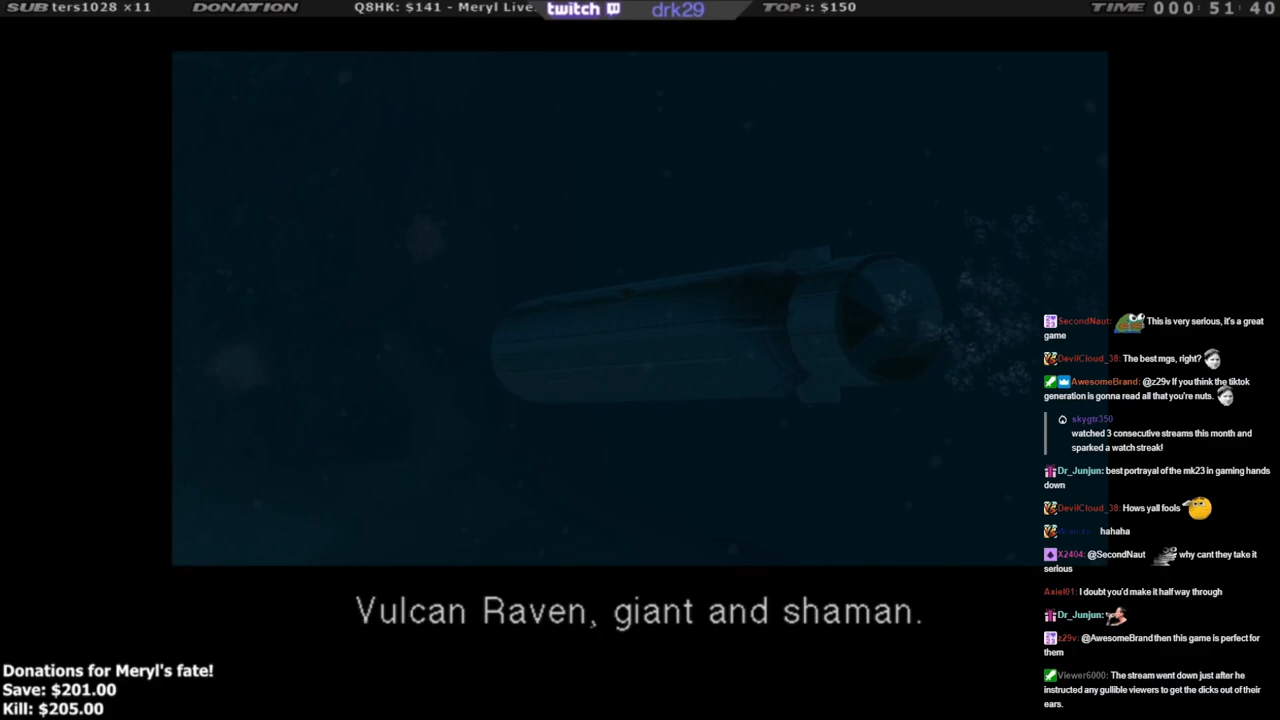 SUB ters1028 x11 DONATION Q8HK: $141 - Meryl Live. twitch drk29 TOP : $150 TIME 000:51:40
SecondNaut: This is very serious, it's a great
game
DevilCloud_38: The best mgs, right?
AwesomeBrand: @z29v If you think the tiktok
generation is gonna read all that you're nuts.
skygtr350
watched 3 consecutive streams this month and
sparked a watch streak!
Dr_Junjun: best portrayal of the mk23 in gaming hands
down
DevilCloud_38: Hows yall fools
hahaha
X2404: @SecondNaut why cant they take it
serious
Axiel01: I doubt you'd make it half way through
Dr_Junjun:
z29v: @AwesomeBrand then this game is perfect for
them
Viewer6000: The stream went down just after he
instructed any gullible viewers to get the dicks out of their
ears.
Vulcan Raven, giant and shaman.
Donations for Meryl's fate!
Save: $201.00
Kill: $205.00